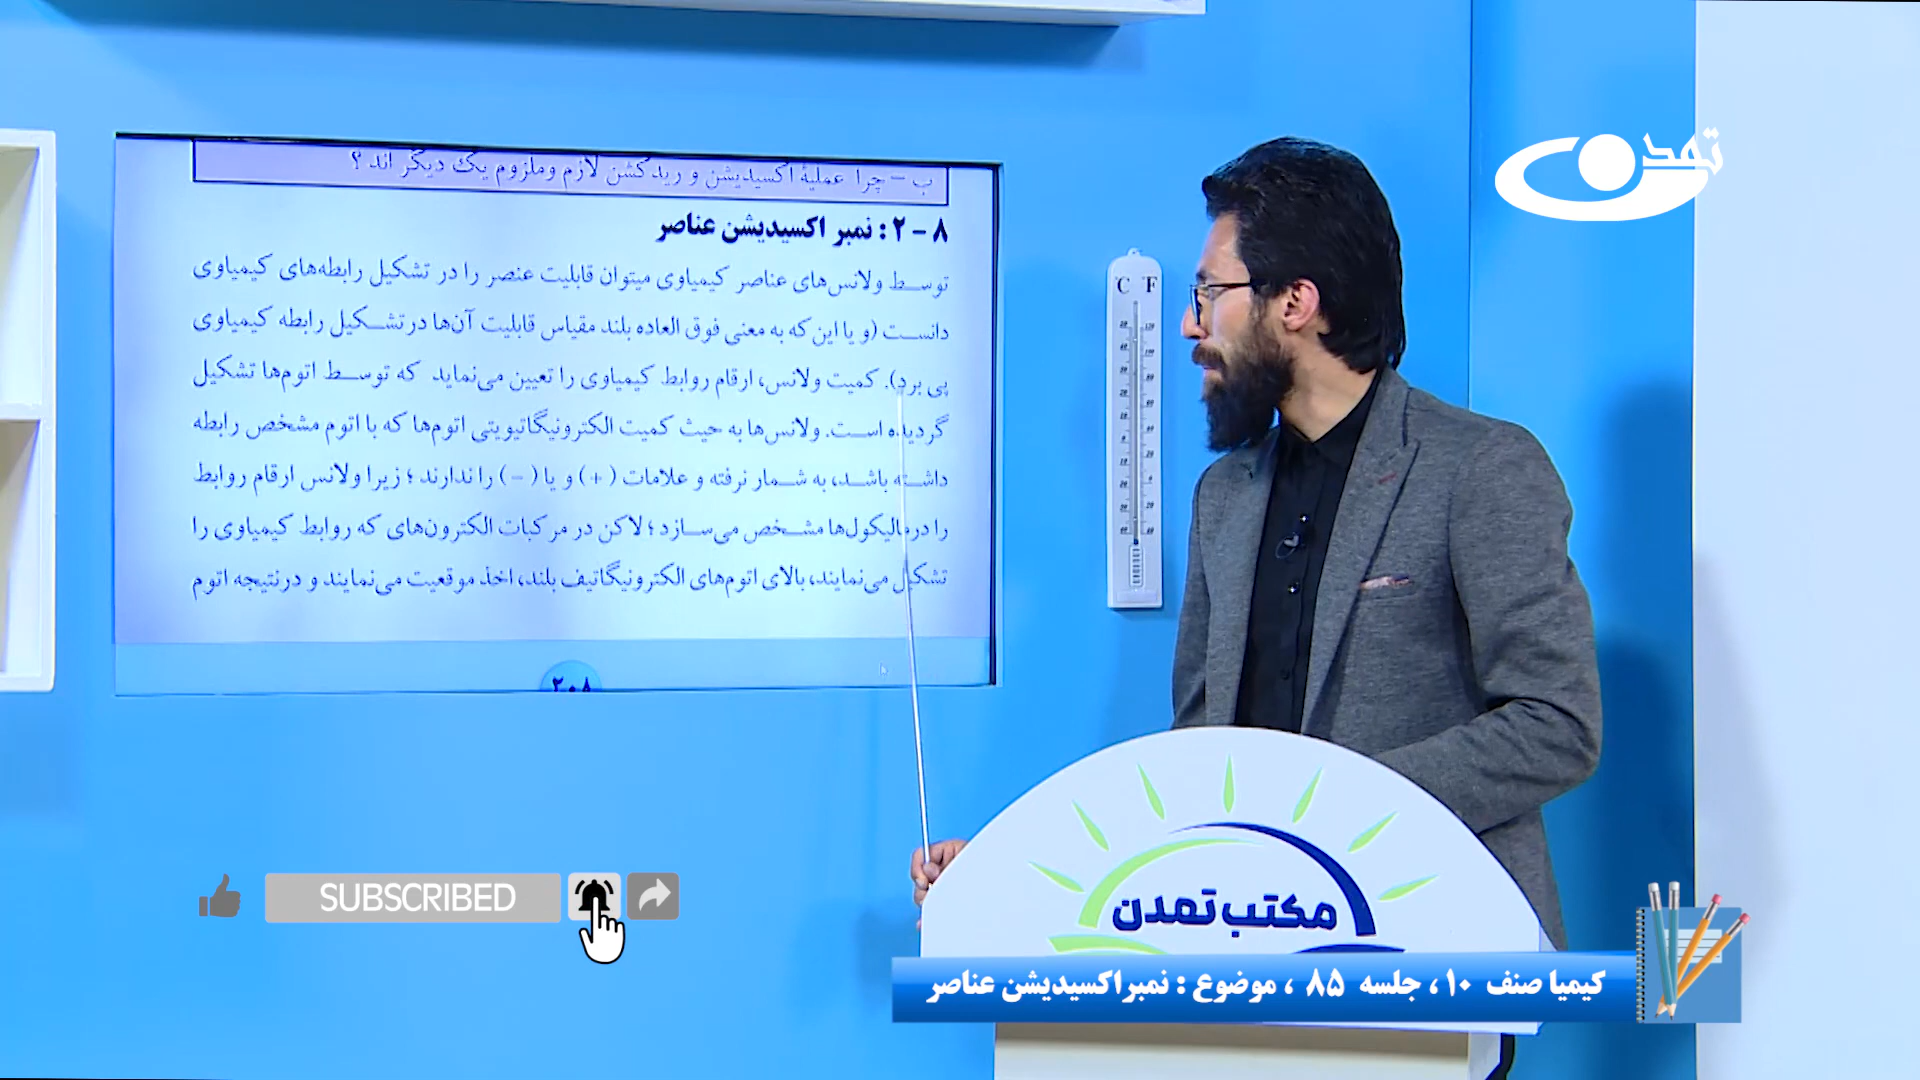 ب – چرا عملیهٔ اکسیدیشن و ریدکشن لازم وملزوم یک دیگر اند ؟
۸ – ۲ : نمبر اکسیدیشن عناصر
توسط ولانس‌های عناصر کیمیاوی میتوان قابلیت عنصر را در تشکیل رابطه‌های کیمیاوی
دانست (و یا این که به معنی فوق العاده بلند مقیاس قابلیت آن‌ها درتشکیل رابطه کیمیاوی
پی برد). کمیت ولانس، ارقام روابط کیمیاوی را تعیین می‌نماید که توسط اتوم‌ها تشکیل
گردیده است. ولانس‌ها به حیث کمیت الکترونیگاتیویتی اتوم‌ها که با اتوم مشخص رابطه
داشته باشد، به شمار نرفته و علامات (+) و یا (-) را ندارند ؛ زیرا ولانس ارقام روابط
را درمالیکول‌ها مشخص می‌سازد؛ لاکن در مرکبات الکترون‌های که روابط کیمیاوی را
تشکیل می‌نمایند، بالای اتوم‌های الکترونیگاتیف بلند، اخذ موقعیت می‌نمایند و درنتیجه اتوم
۲۰۸
تمدن
°C °F
مکتب تمدن
SUBSCRIBED
کیمیا صنف ۱۰ ، جلسه ۸۵ ، موضوع : نمبراکسیدیشن عناصر